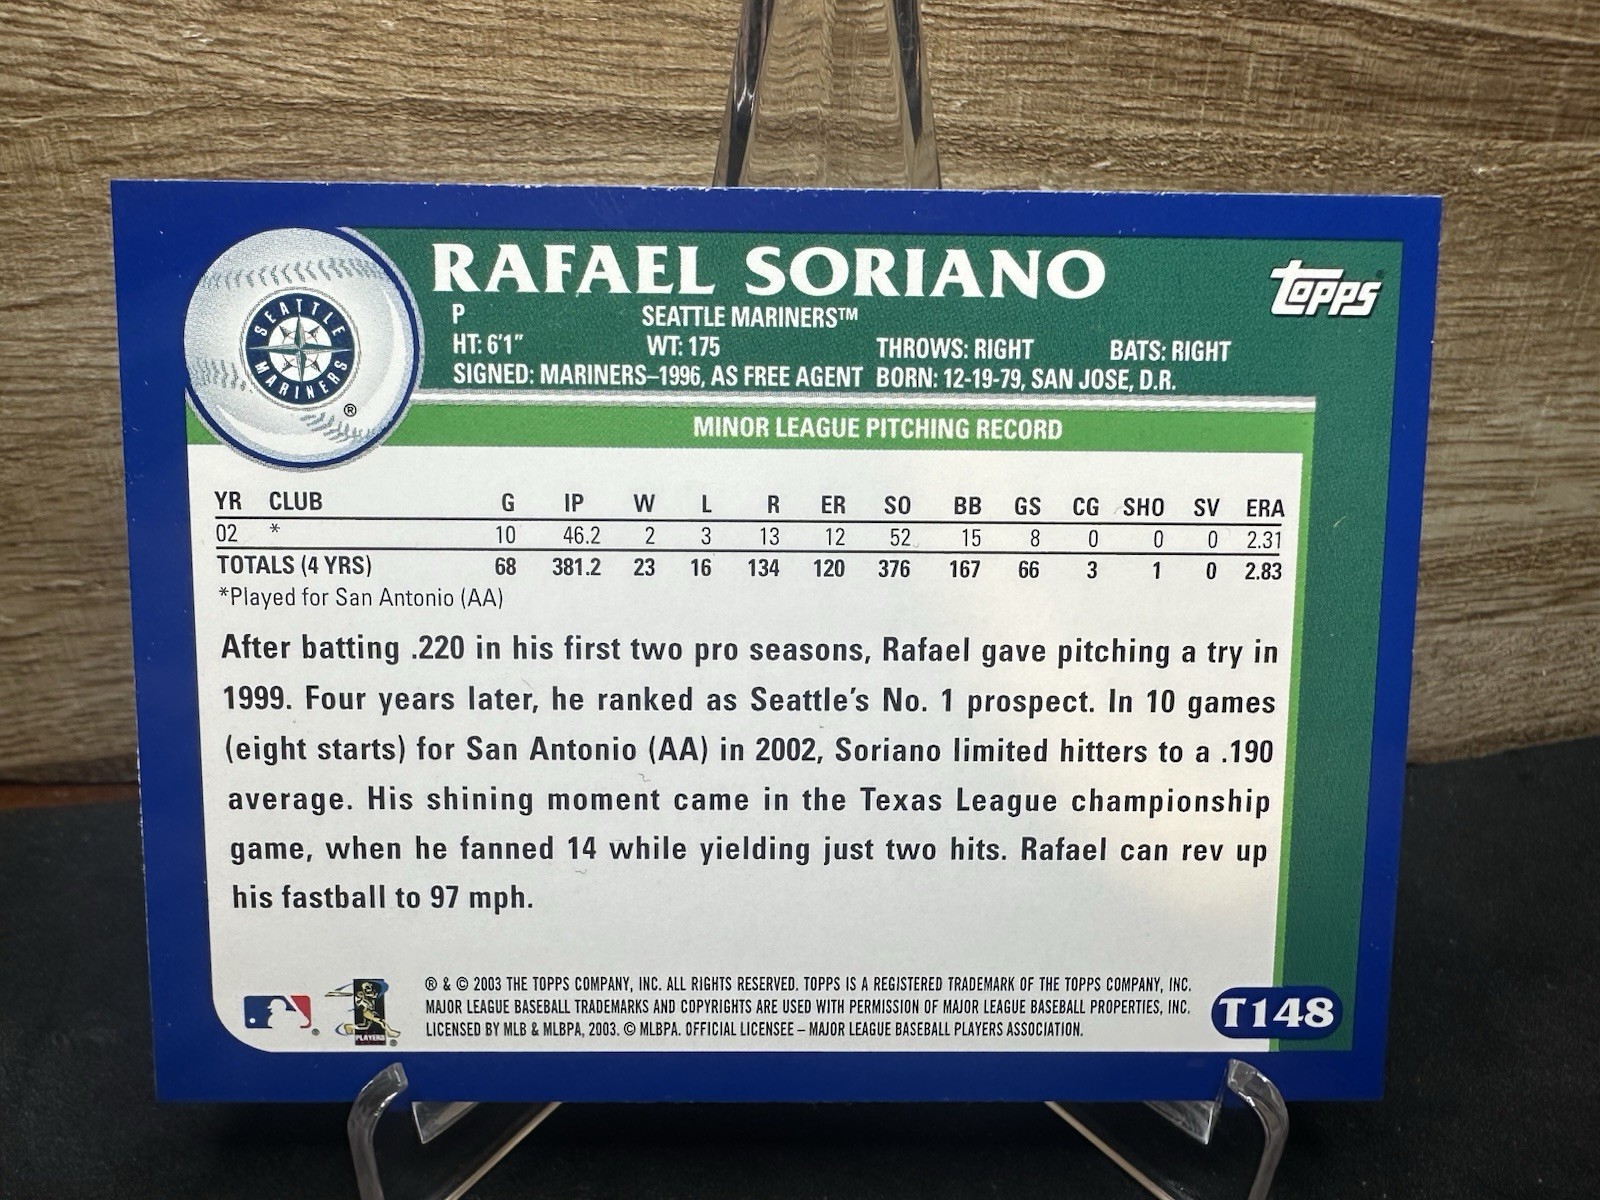 RAFAEL SORIANO
topps®
P SEATTLE MARINERS™
HT: 6'1" WT: 175 THROWS: RIGHT BATS: RIGHT
SIGNED: MARINERS–1996, AS FREE AGENT BORN: 12-19-79, SAN JOSE, D.R.
SEATTLE MARINERS ®
MINOR LEAGUE PITCHING RECORD
YR CLUB G IP W L R ER SO BB GS CG SHO SV ERA
02 * 10 46.2 2 3 13 12 52 15 8 0 0 0 2.31
TOTALS (4 YRS) 68 381.2 23 16 134 120 376 167 66 3 1 0 2.83
*Played for San Antonio (AA)
After batting .220 in his first two pro seasons, Rafael gave pitching a try in
1999. Four years later, he ranked as Seattle's No. 1 prospect. In 10 games
(eight starts) for San Antonio (AA) in 2002, Soriano limited hitters to a .190
average. His shining moment came in the Texas League championship
game, when he fanned 14 while yielding just two hits. Rafael can rev up
his fastball to 97 mph.
® & © 2003 THE TOPPS COMPANY, INC. ALL RIGHTS RESERVED. TOPPS IS A REGISTERED TRADEMARK OF THE TOPPS COMPANY, INC.
MAJOR LEAGUE BASEBALL TRADEMARKS AND COPYRIGHTS ARE USED WITH PERMISSION OF MAJOR LEAGUE BASEBALL PROPERTIES, INC.
LICENSED BY MLB & MLBPA, 2003. © MLBPA. OFFICIAL LICENSEE – MAJOR LEAGUE BASEBALL PLAYERS ASSOCIATION.
PLAYERS
T148